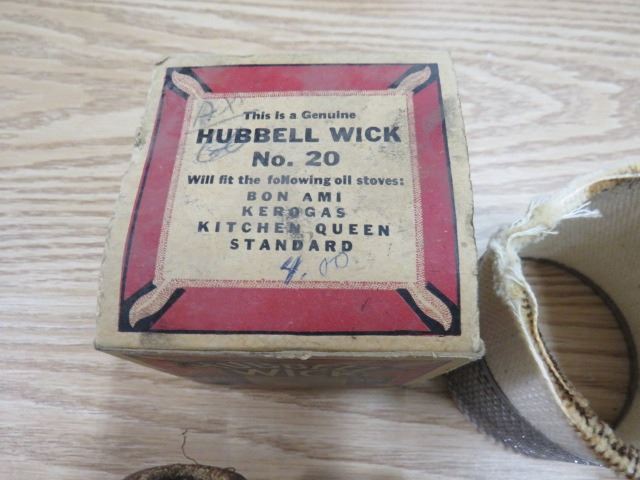 This is a Genuine
HUBBELL WICK
No. 20
Will fit the following oil stoves:
BON AMI
KEROGAS
KITCHEN QUEEN
STANDARD
4.00
WICK